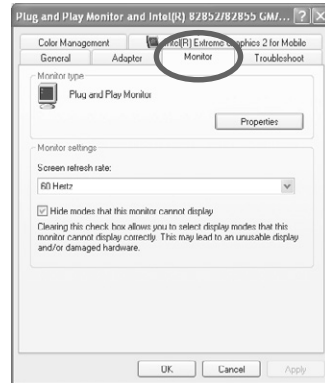 Plug and Play Monitor and Intel(R) 82852/82855 GM/...
Color Management
Intel(R) Extreme Graphics 2 for Mobile
General
Adapter
Monitor
Troubleshoot
Monitor type
Plug and Play Monitor
Properties
Monitor settings
Screen refresh rate:
60 Hertz
Hide modes that this monitor cannot display
Clearing this check box allows you to select display modes that this
monitor cannot display correctly. This may lead to an unusable display
and/or damaged hardware.
OK
Cancel
Apply